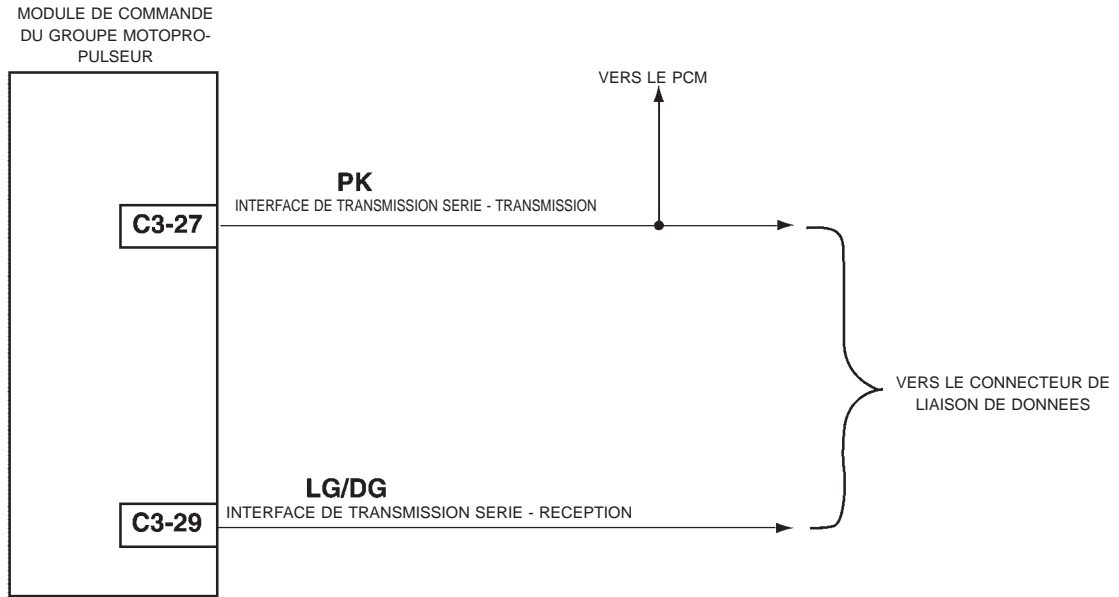 MODULE DE COMMANDE
DU GROUPE MOTOPRO-
PULSEUR
VERS LE PCM
PK
INTERFACE DE TRANSMISSION SERIE - TRANSMISSION
C3-27
VERS LE CONNECTEUR DE
LIAISON DE DONNEES
LG/DG
INTERFACE DE TRANSMISSION SERIE - RECEPTION
C3-29